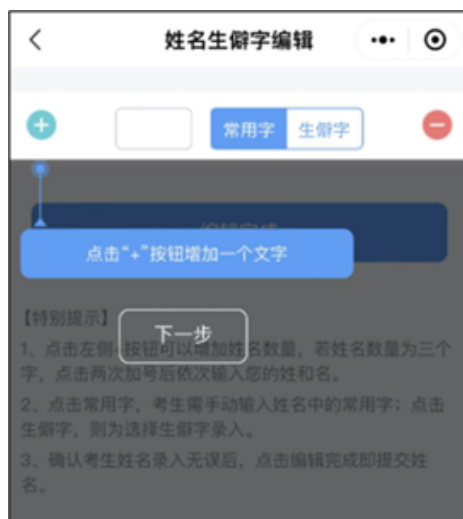 姓名生僻字编辑
常用字 生僻字
编辑完成
点击“+”按钮增加一个文字
【特别提示】
下一步
1、点击左侧+按钮可以增加姓名数量，若姓名数量为三个
字，点击两次加号后依次输入您的姓和名。
2、点击常用字，考生需手动输入姓名中的常用字；点击
生僻字，则为选择生僻字录入。
3、确认考生姓名录入无误后，点击编辑完成即提交姓
名。